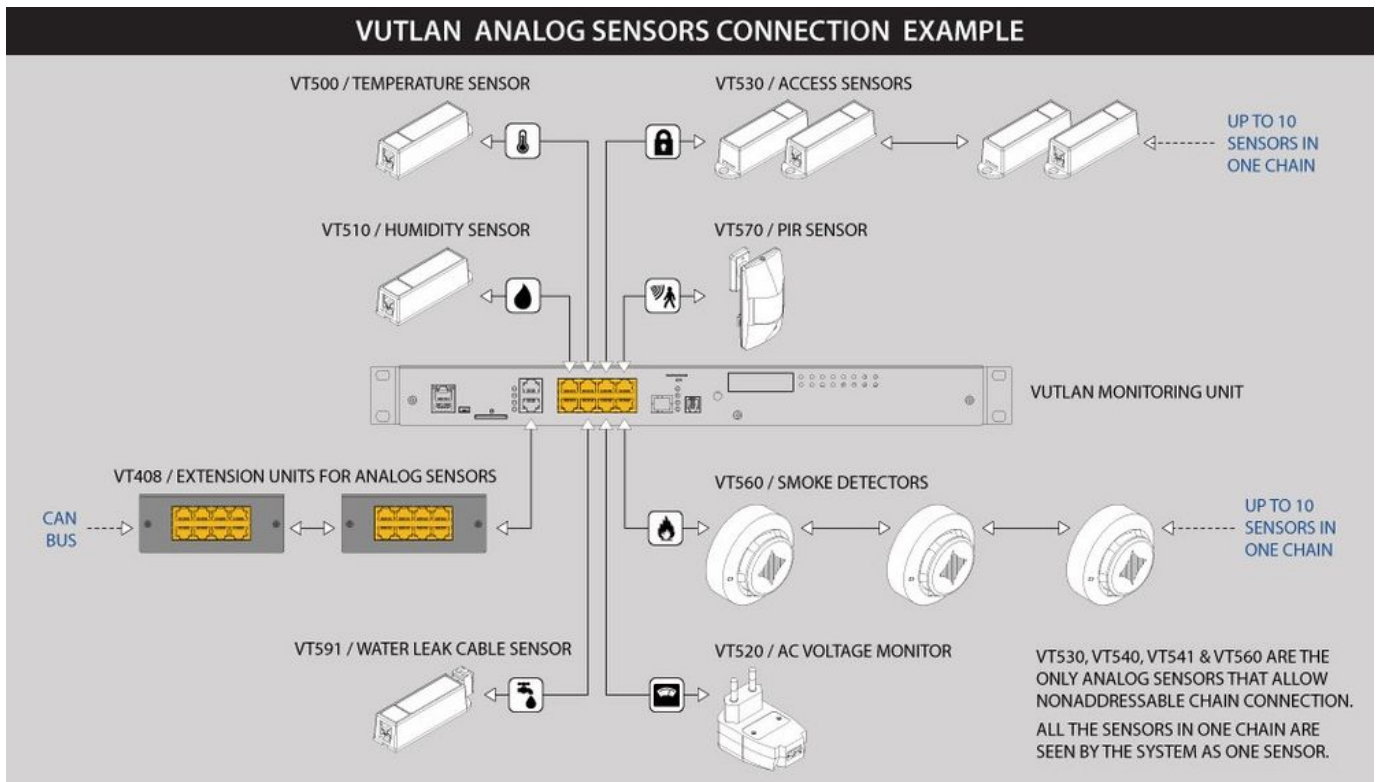 VUTLAN ANALOG SENSORS CONNECTION EXAMPLE
VT500 / TEMPERATURE SENSOR
VT530 / ACCESS SENSORS
UP TO 10
SENSORS IN
ONE CHAIN
VT510 / HUMIDITY SENSOR
VT570 / PIR SENSOR
VUTLAN MONITORING UNIT
VT408 / EXTENSION UNITS FOR ANALOG SENSORS
CAN
BUS
VT560 / SMOKE DETECTORS
UP TO 10
SENSORS IN
ONE CHAIN
VT591 / WATER LEAK CABLE SENSOR
VT520 / AC VOLTAGE MONITOR
VT530, VT540, VT541 & VT560 ARE THE
ONLY ANALOG SENSORS THAT ALLOW
NONADDRESSABLE CHAIN CONNECTION.
ALL THE SENSORS IN ONE CHAIN ARE
SEEN BY THE SYSTEM AS ONE SENSOR.